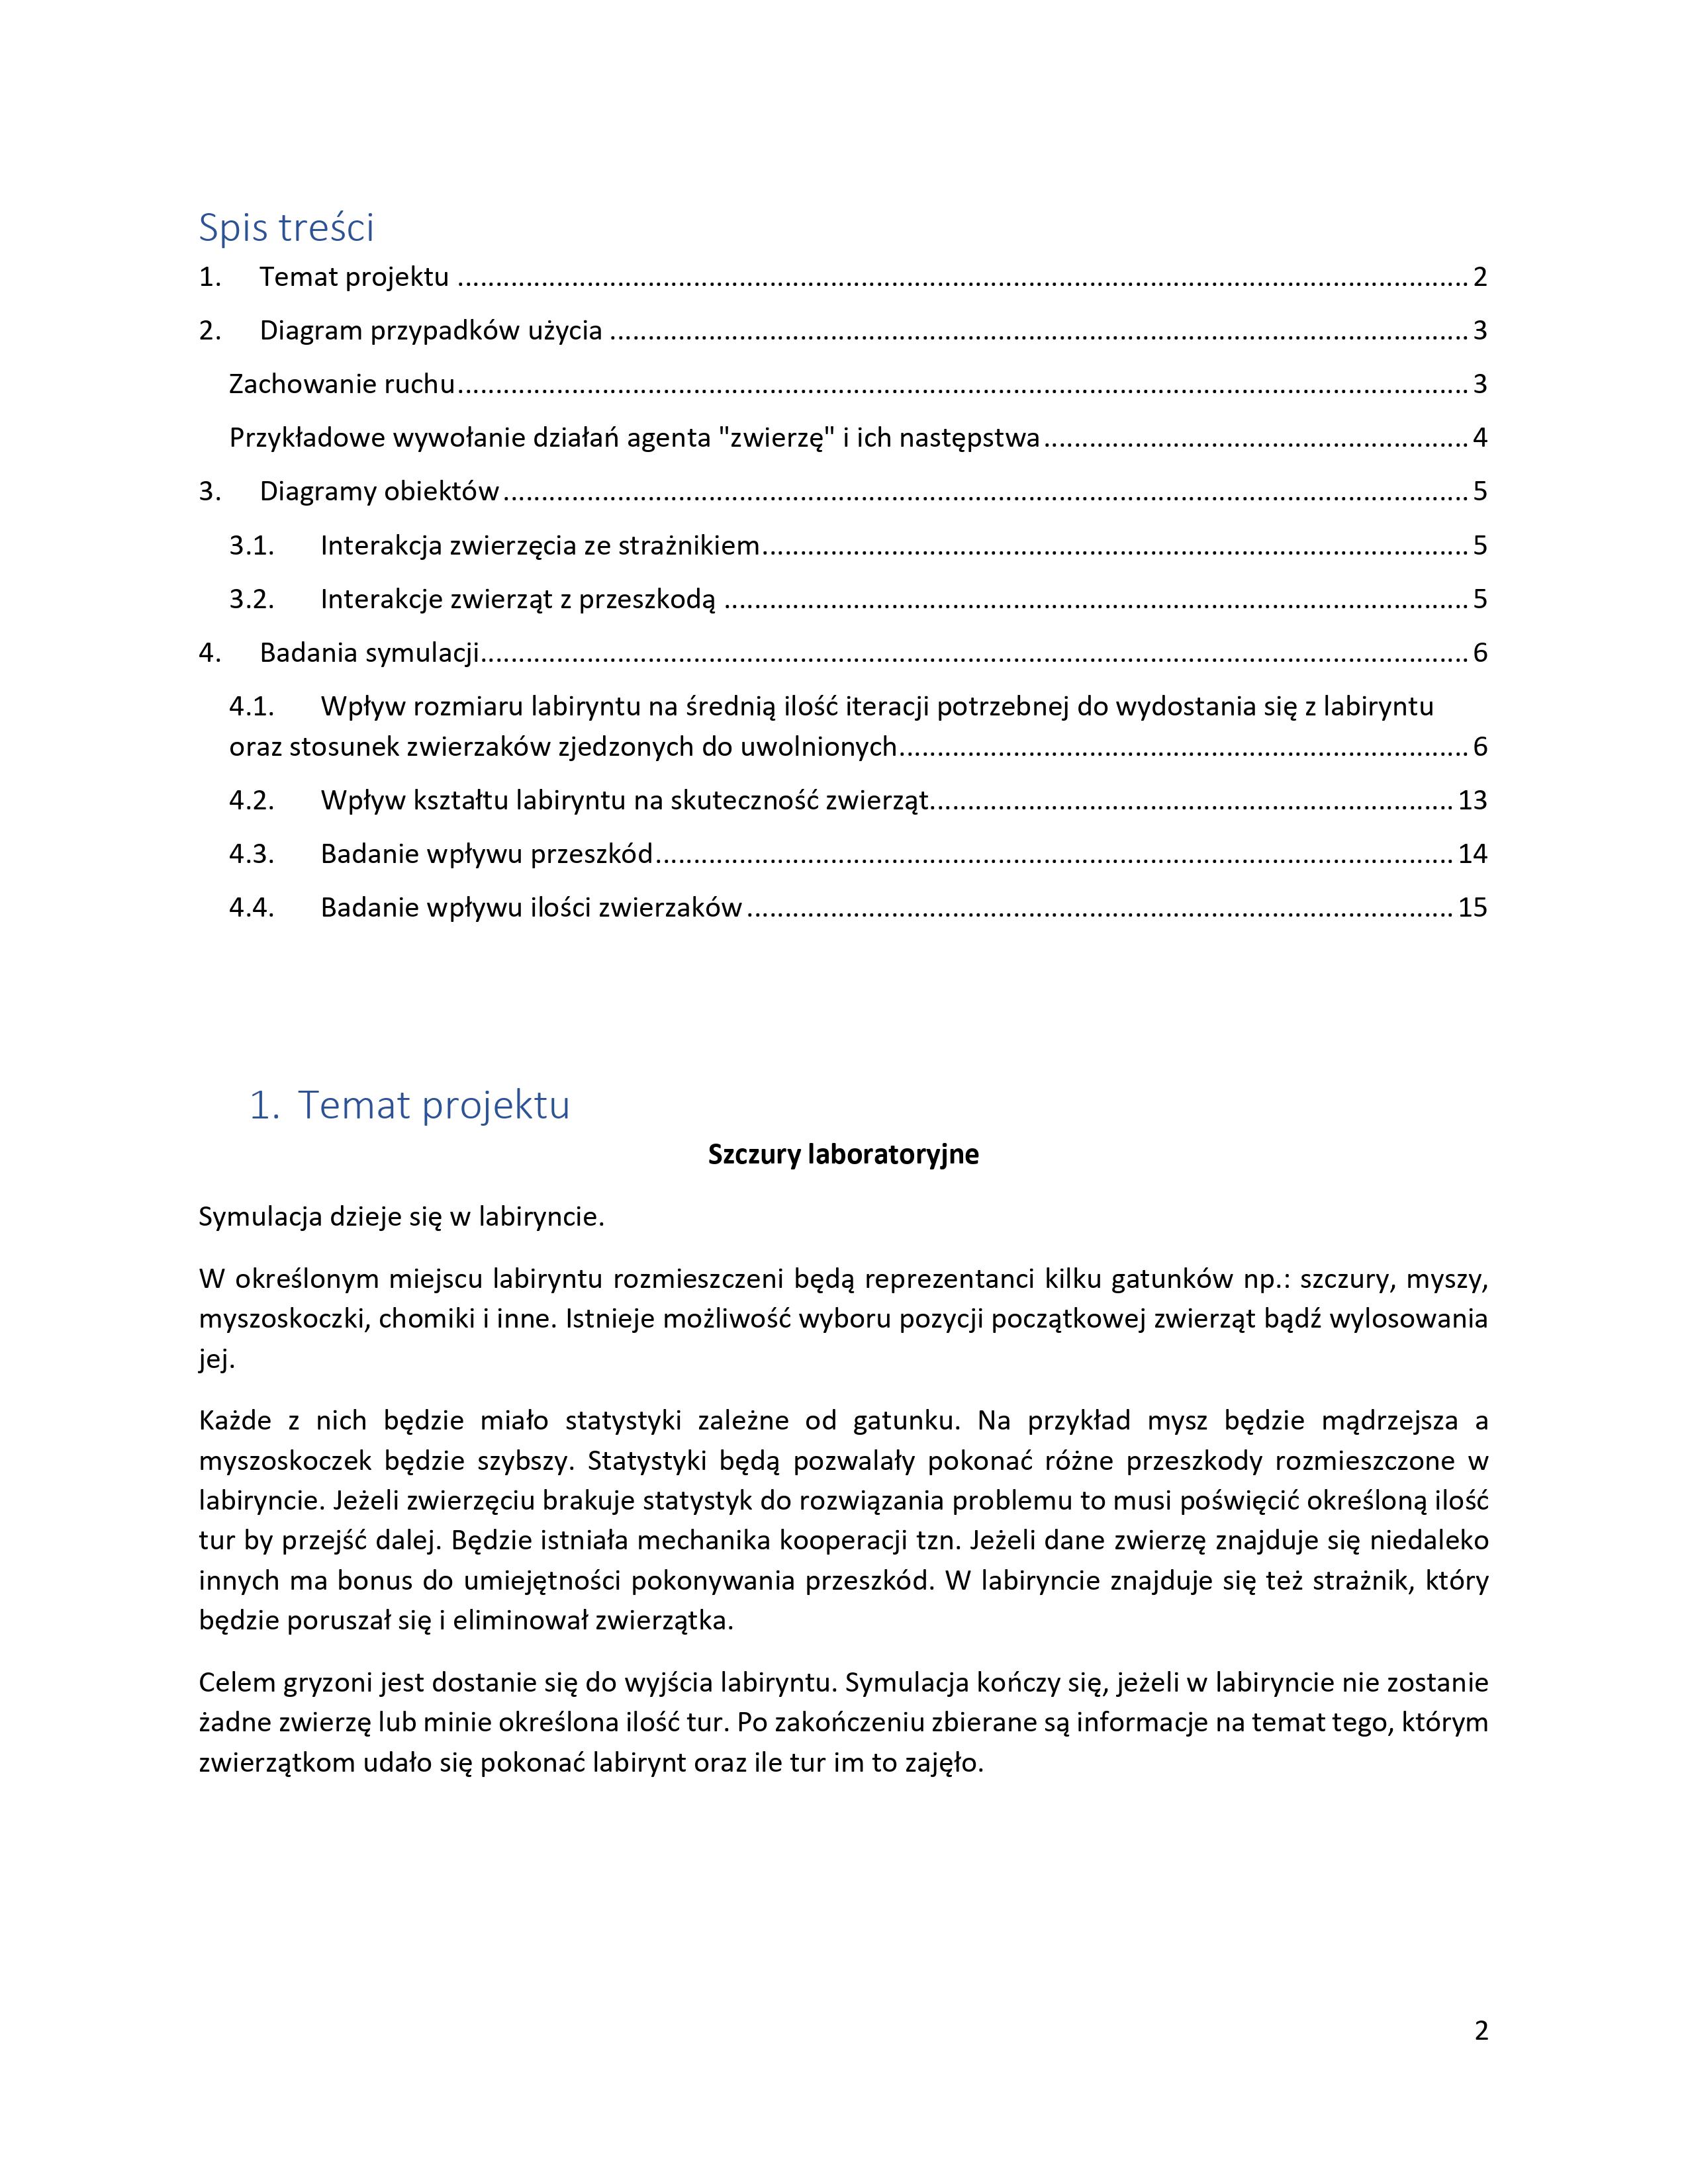 Spis treści
1. Temat projektu ........ 2
2. Diagram przypadków użycia ........ 3
Zachowanie ruchu ........ 3
Przykładowe wywołanie działań agenta "zwierzę" i ich następstwa ........ 4
3. Diagramy obiektów ........ 5
3.1. Interakcja zwierzęcia ze strażnikiem ........ 5
3.2. Interakcje zwierząt z przeszkodą ........ 5
4. Badania symulacji ........ 6
4.1. Wpływ rozmiaru labiryntu na średnią ilość iteracji potrzebnej do wydostania się z labiryntu
oraz stosunek zwierzaków zjedzonych do uwolnionych ........ 6
4.2. Wpływ kształtu labiryntu na skuteczność zwierząt ........ 13
4.3. Badanie wpływu przeszkód ........ 14
4.4. Badanie wpływu ilości zwierzaków ........ 15
1. Temat projektu
Szczury laboratoryjne
Symulacja dzieje się w labiryncie.
W określonym miejscu labiryntu rozmieszczeni będą reprezentanci kilku gatunków np.: szczury, myszy,
myszoskoczki, chomiki i inne. Istnieje możliwość wyboru pozycji początkowej zwierząt bądź wylosowania
jej.
Każde z nich będzie miało statystyki zależne od gatunku. Na przykład mysz będzie mądrzejsza a
myszoskoczek będzie szybszy. Statystyki będą pozwalały pokonać różne przeszkody rozmieszczone w
labiryncie. Jeżeli zwierzęciu brakuje statystyk do rozwiązania problemu to musi poświęcić określoną ilość
tur by przejść dalej. Będzie istniała mechanika kooperacji tzn. Jeżeli dane zwierzę znajduje się niedaleko
innych ma bonus do umiejętności pokonywania przeszkód. W labiryncie znajduje się też strażnik, który
będzie poruszał się i eliminował zwierzątka.
Celem gryzoni jest dostanie się do wyjścia labiryntu. Symulacja kończy się, jeżeli w labiryncie nie zostanie
żadne zwierzę lub minie określona ilość tur. Po zakończeniu zbierane są informacje na temat tego, którym
zwierzątkom udało się pokonać labirynt oraz ile tur im to zajęło.
2